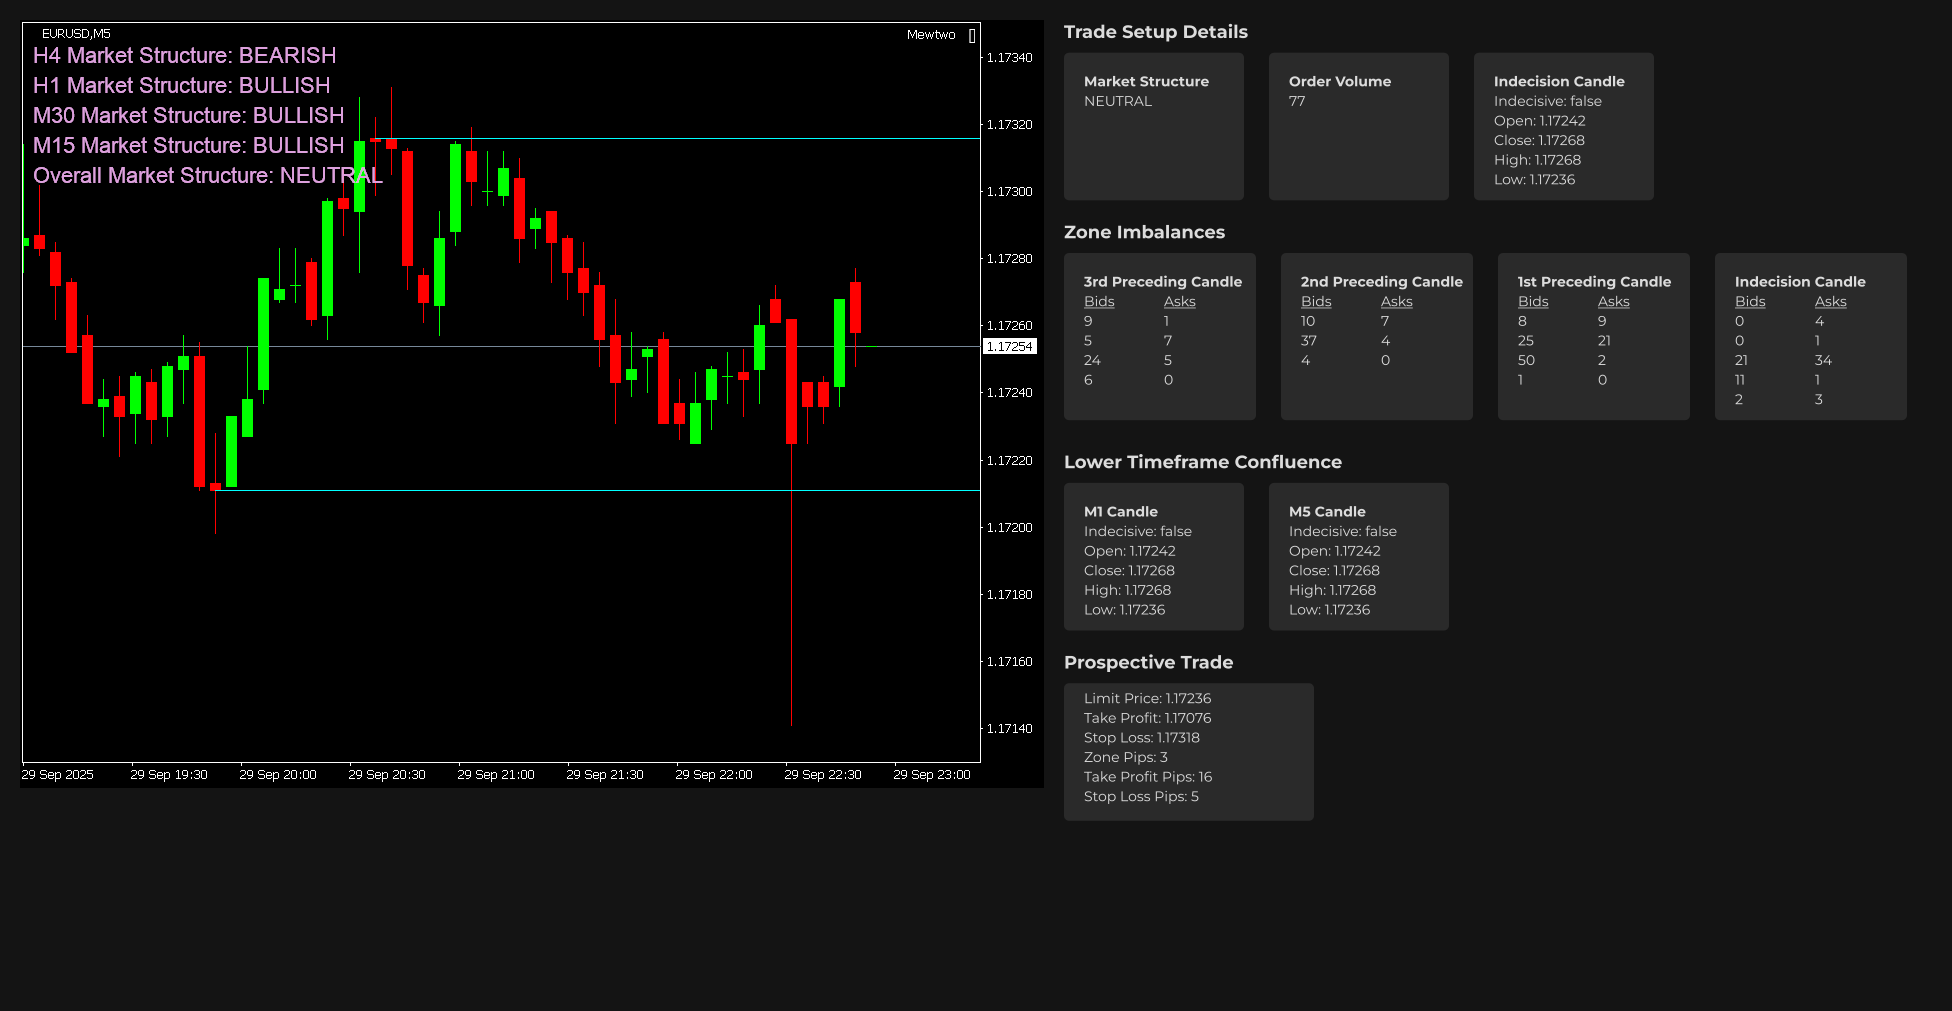 EURUSD,M5
Mewtwo
H4 Market Structure: BEARISH
H1 Market Structure: BULLISH
M30 Market Structure: BULLISH
M15 Market Structure: BULLISH
Overall Market Structure: NEUTRAL
1.17340
1.17320
1.17300
1.17280
1.17260
1.17254
1.17240
1.17220
1.17200
1.17180
1.17160
1.17140
29 Sep 2025
29 Sep 19:30
29 Sep 20:00
29 Sep 20:30
29 Sep 21:00
29 Sep 21:30
29 Sep 22:00
29 Sep 22:30
29 Sep 23:00
Trade Setup Details
Market Structure
NEUTRAL
Order Volume
77
Indecision Candle
Indecisive: false
Open: 1.17242
Close: 1.17268
High: 1.17268
Low: 1.17236
Zone Imbalances
3rd Preceding Candle
Bids Asks
9 1
5 7
24 5
6 0
2nd Preceding Candle
Bids Asks
10 7
37 4
4 0
1st Preceding Candle
Bids Asks
8 9
25 21
50 2
1 0
Indecision Candle
Bids Asks
0 4
0 1
21 34
11 1
2 3
Lower Timeframe Confluence
M1 Candle
Indecisive: false
Open: 1.17242
Close: 1.17268
High: 1.17268
Low: 1.17236
M5 Candle
Indecisive: false
Open: 1.17242
Close: 1.17268
High: 1.17268
Low: 1.17236
Prospective Trade
Limit Price: 1.17236
Take Profit: 1.17076
Stop Loss: 1.17318
Zone Pips: 3
Take Profit Pips: 16
Stop Loss Pips: 5